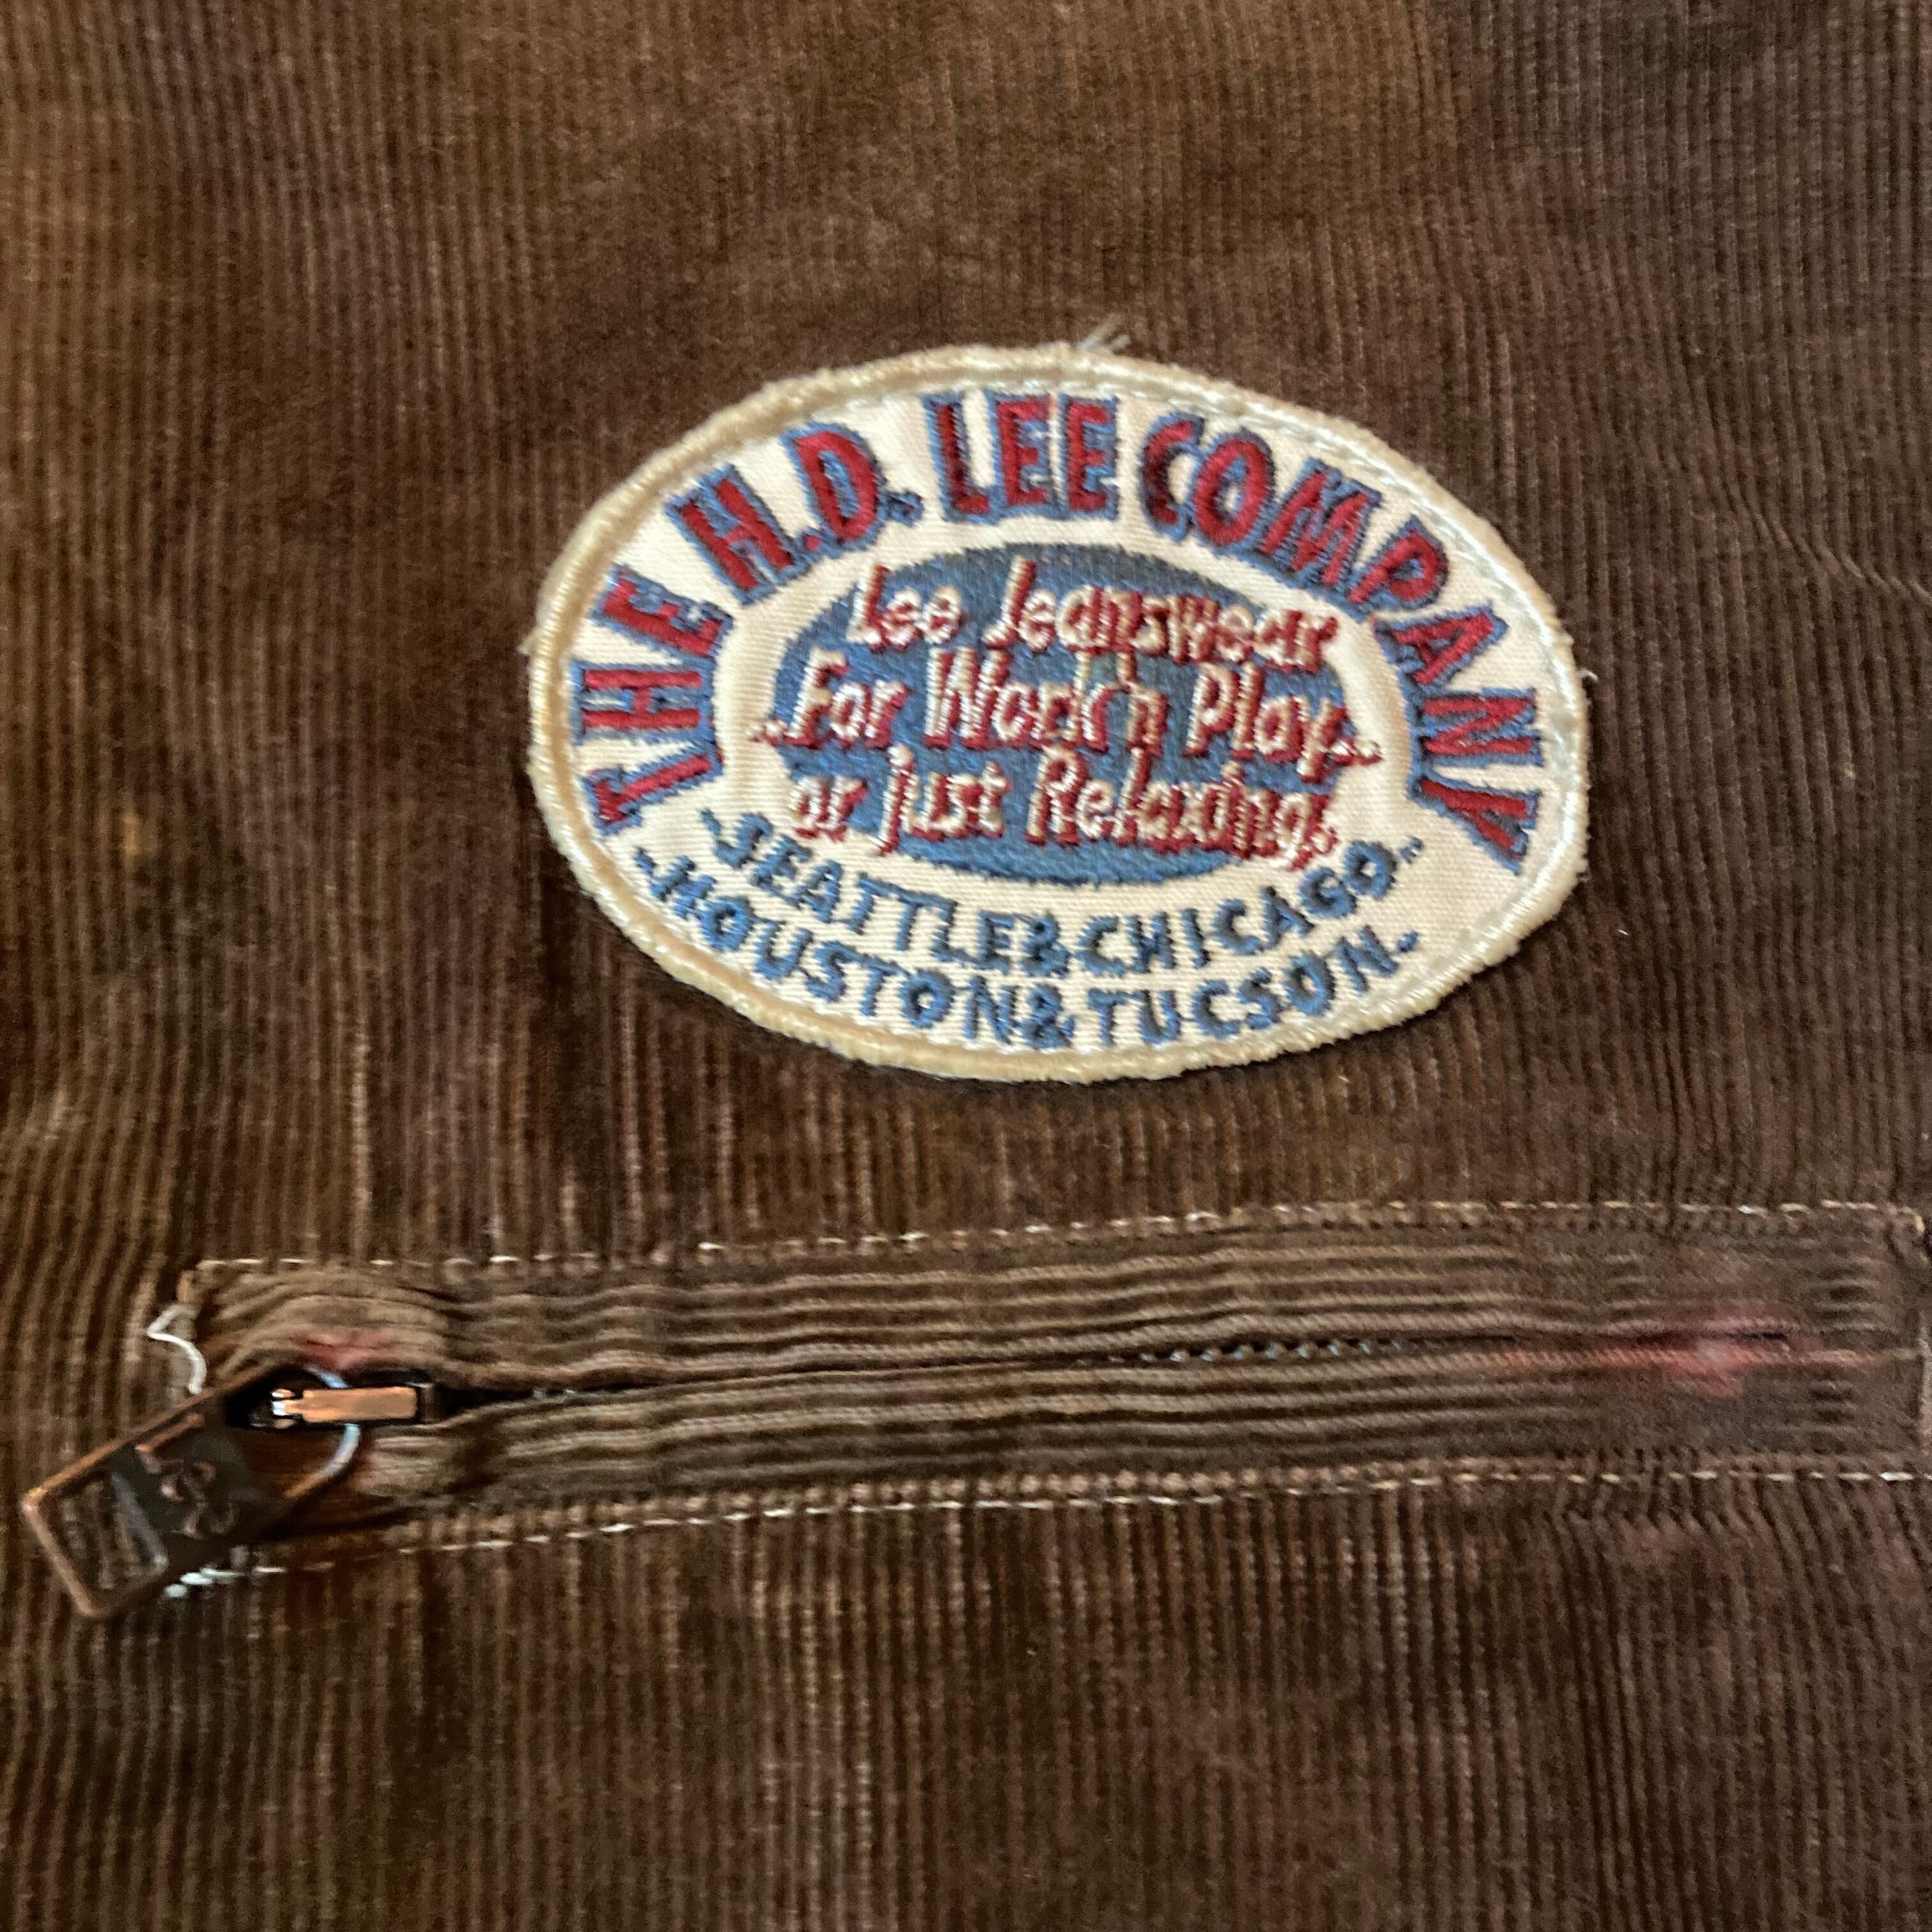 THE H.D. LEE COMPANY
Lee Jeanswear
..For Work'n Play..
or just Relaxing.
·SEATTLE&CHICAGO·
·HOUSTON&TUCSON·